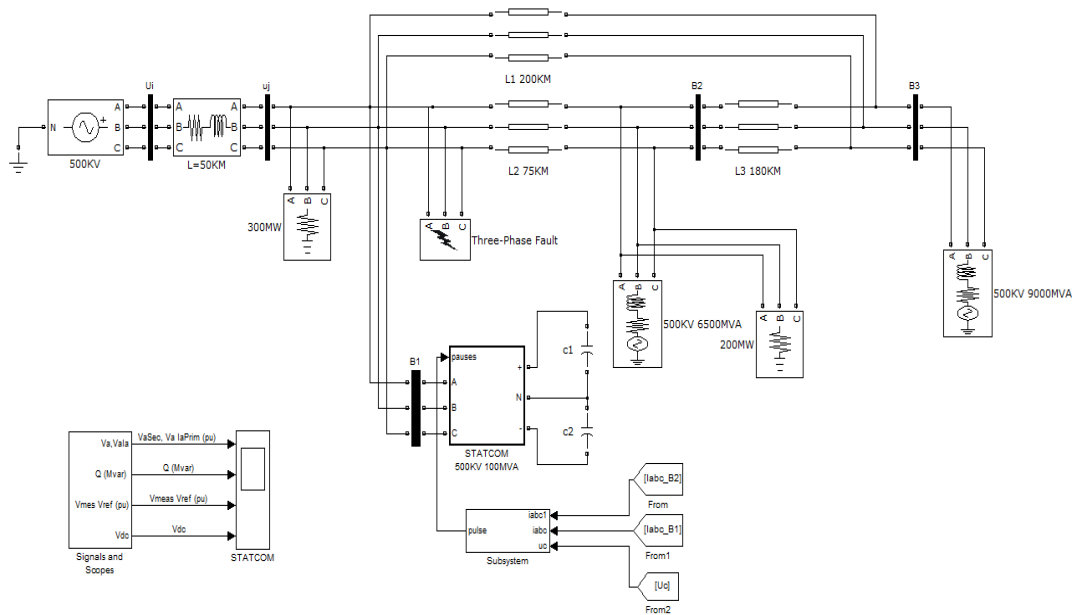 L1 200KM
Ui
uj
B2
B3
N
+
A
B
C
500KV
A
B
C
A
B
C
L=50KM
L2 75KM
L3 180KM
A B C
300MW
A B C
Three-Phase Fault
A B C
500KV 6500MVA
A B C
200MW
A B C
500KV 9000MVA
B1
pauses
A
B
C
+
N
-
STATCOM
500KV 100MVA
c1
c2
Va,VaIa
Q (Mvar)
Vmes Vref (pu)
Vdc
Signals and
Scopes
VaSec, Va IaPrim (pu)
Q (Mvar)
Vmeas Vref (pu)
Vdc
STATCOM
pulse
iabc1
iabc
uc
Subsystem
[Iabc_B2]
From
[Iabc_B1]
From1
[Uc]
From2